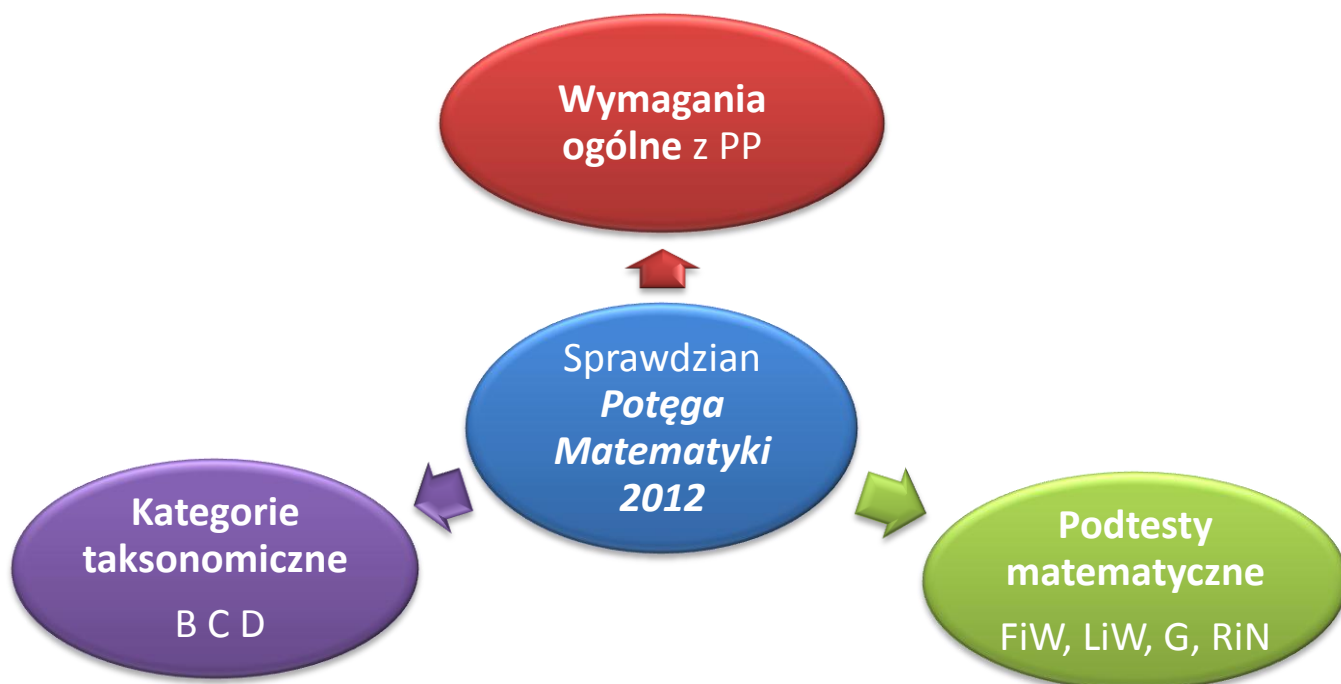 Wymagania
ogólne z PP
Sprawdzian
Potęga
Matematyki
2012
Kategorie
taksonomiczne
B C D
Podtesty
matematyczne
FiW, LiW, G, RiN